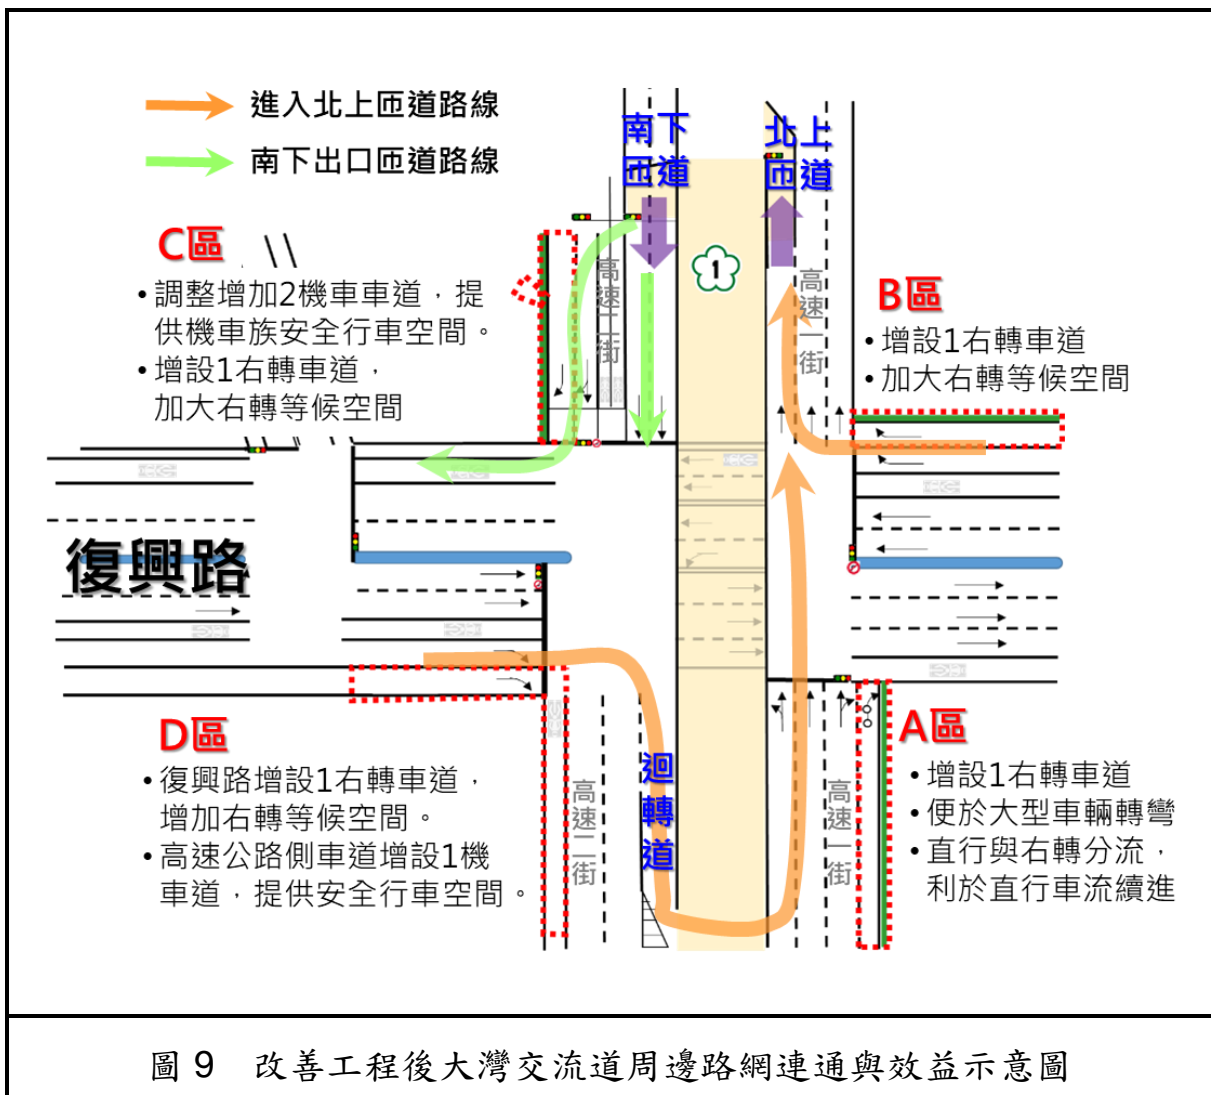 進入北上匝道路線
南下出口匝道路線
南下
匝道
北上
匝道
1
C區
•調整增加2機車車道，提
供機車族安全行車空間。
•增設1右轉車道，
加大右轉等候空間
高速二街
高速一街
B區
•增設1右轉車道
•加大右轉等候空間
復興路
D區
•復興路增設1右轉車道，
增加右轉等候空間。
•高速公路側車道增設1機
車道，提供安全行車空間。
高速二街
迴轉道
高速一街
A區
•增設1右轉車道
•便於大型車輛轉彎
•直行與右轉分流，
利於直行車流續進
圖 9　改善工程後大灣交流道周邊路網連通與效益示意圖